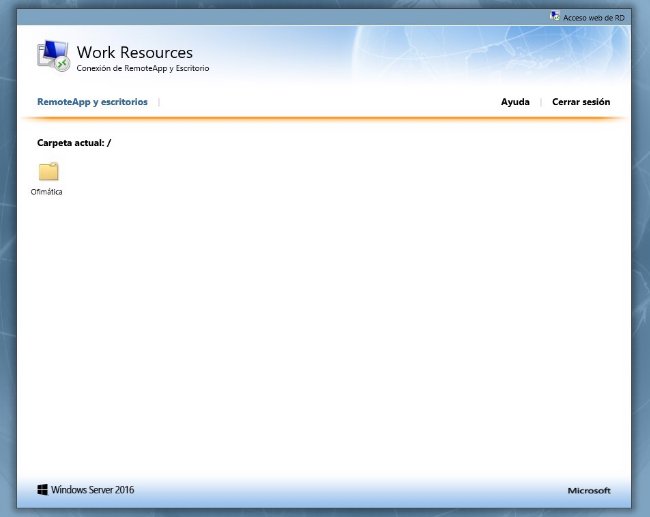 Acceso web de RD
Work Resources
Conexión de RemoteApp y Escritorio
RemoteApp y escritorios |
Ayuda | Cerrar sesión
Carpeta actual: /
Ofimática
Windows Server 2016
Microsoft